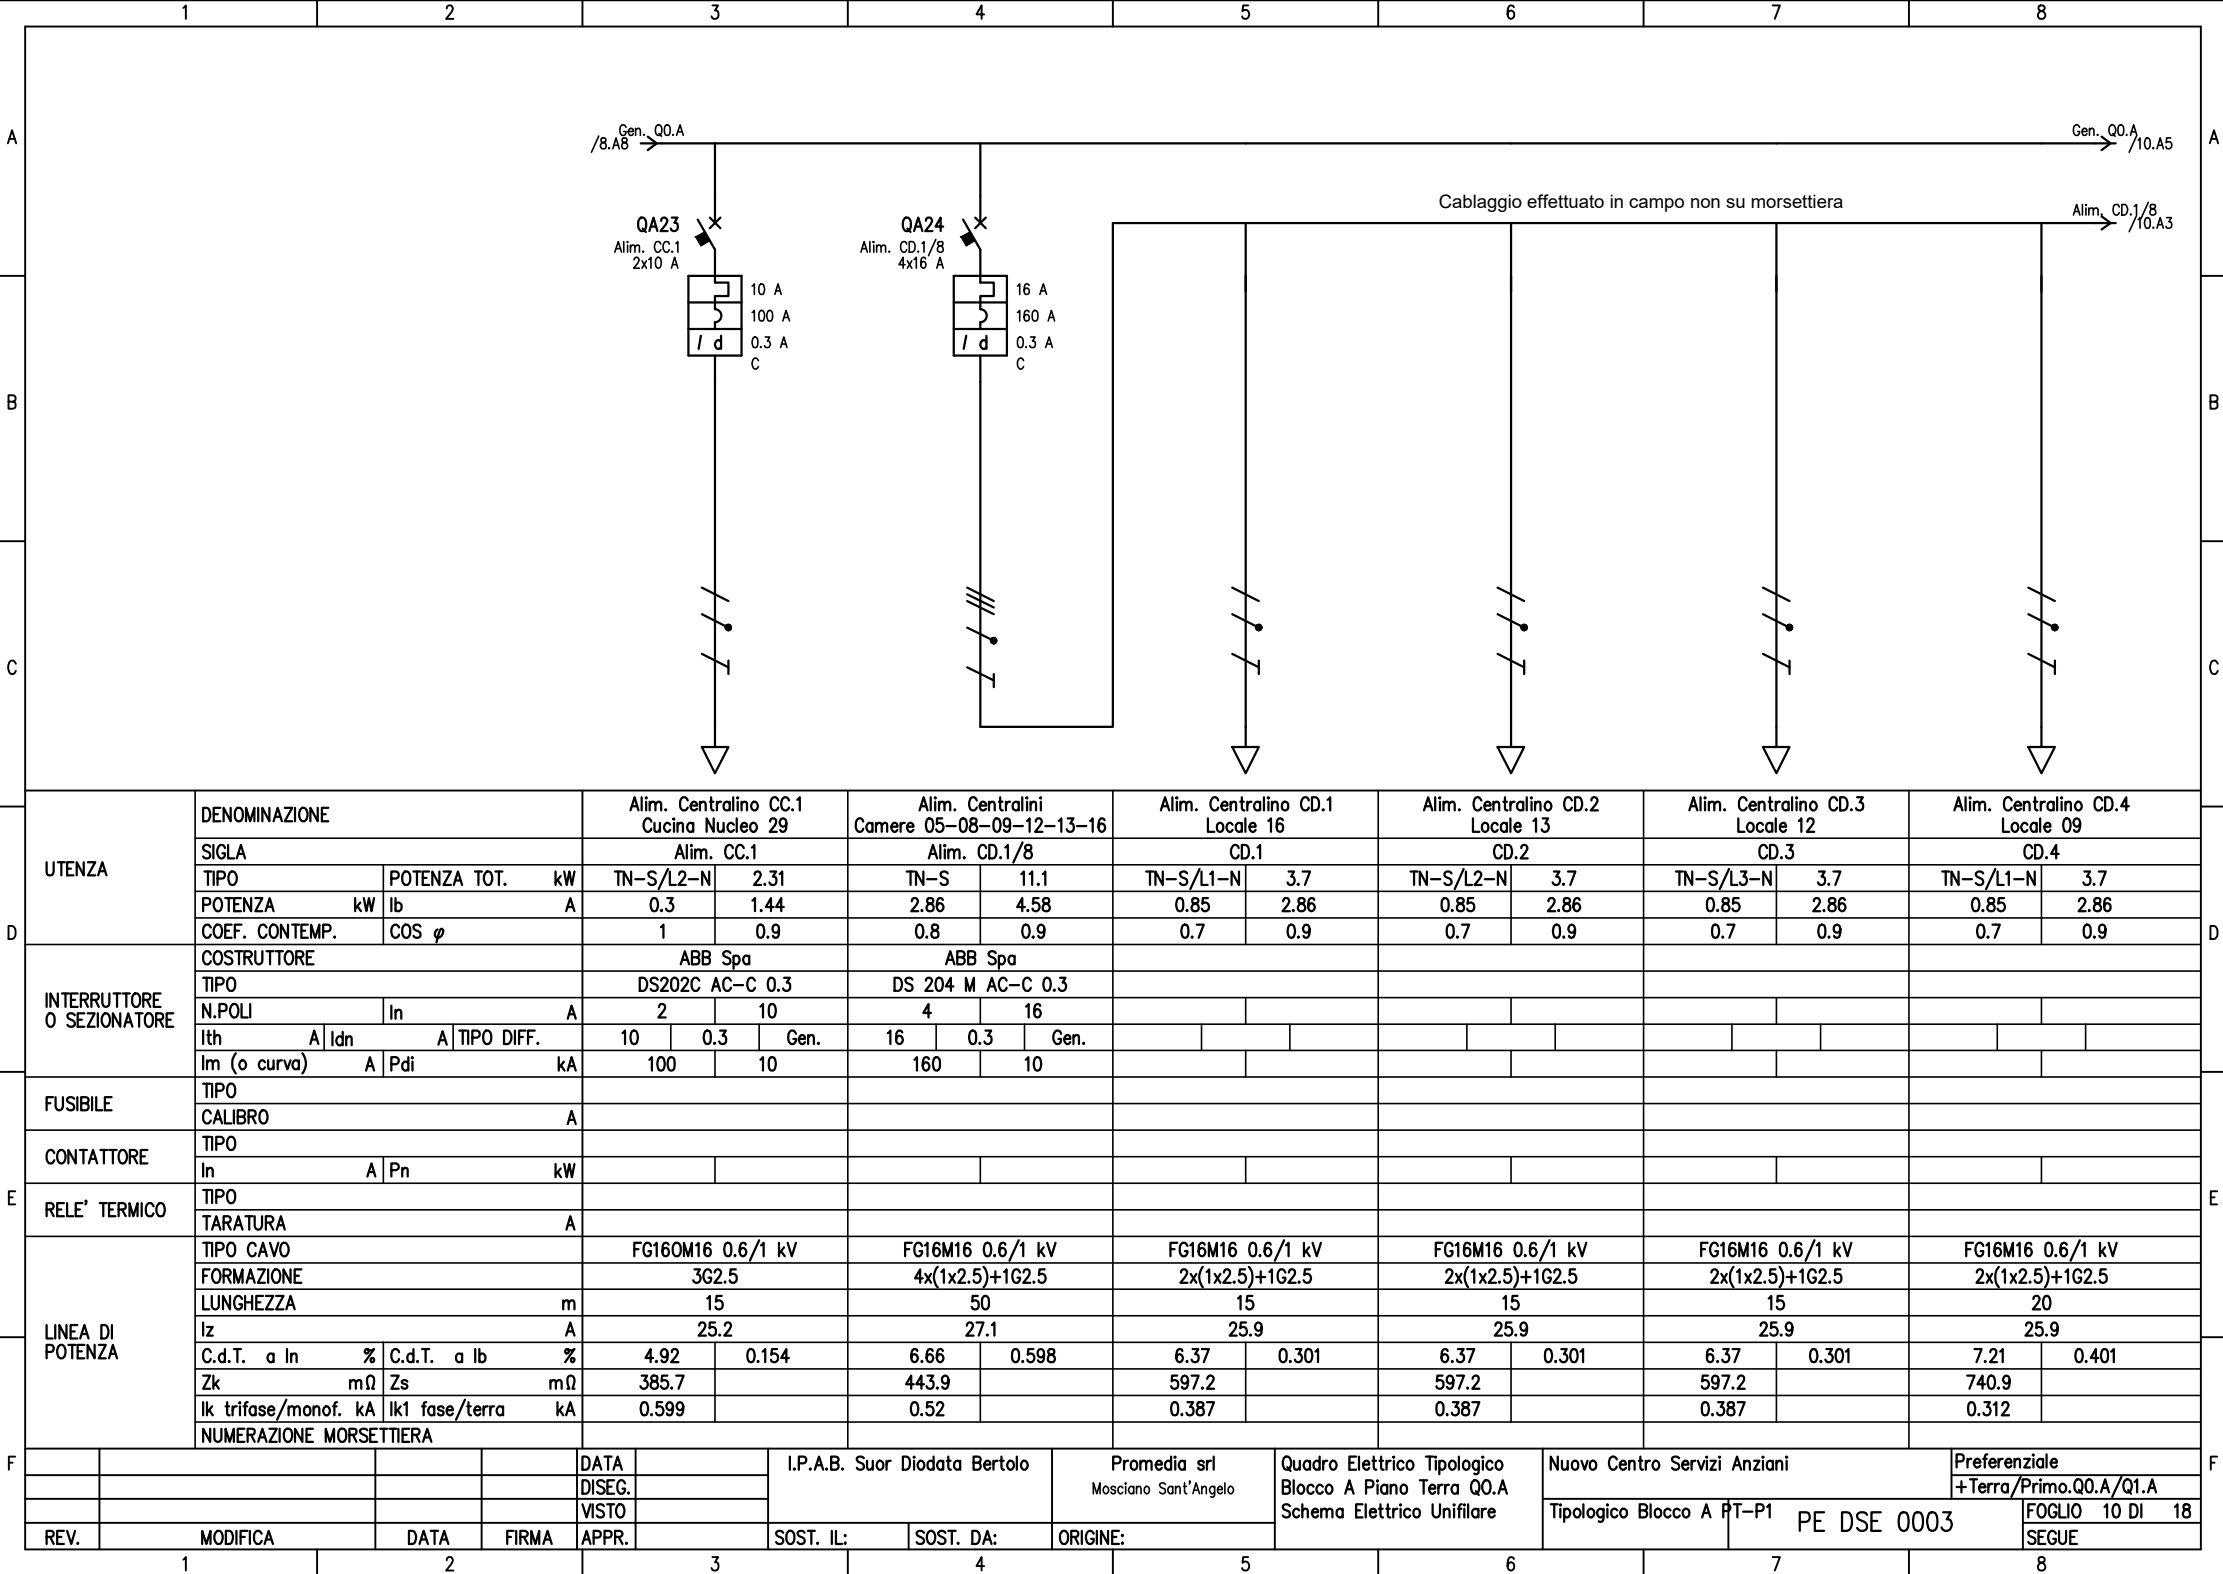 1 2 3 4 5 6 7 8
A A
Gen. Q0.A
/8.A8
Gen. Q0.A
/10.A5
Cablaggio effettuato in campo non su morsettiera
Alim. CD.1/8
/10.A3
QA23
Alim. CC.1
2x10 A
10 A
100 A
I d 0.3 A
C
QA24
Alim. CD.1/8
4x16 A
16 A
160 A
I d 0.3 A
C
B B
C C
UTENZA
DENOMINAZIONE
Alim. Centralino CC.1
Cucina Nucleo 29
Alim. Centralini
Camere 05-08-09-12-13-16
Alim. Centralino CD.1
Locale 16
Alim. Centralino CD.2
Locale 13
Alim. Centralino CD.3
Locale 12
Alim. Centralino CD.4
Locale 09
SIGLA Alim. CC.1 Alim. CD.1/8 CD.1 CD.2 CD.3 CD.4
TIPO POTENZA TOT. kW TN-S/L2-N 2.31 TN-S 11.1 TN-S/L1-N 3.7 TN-S/L2-N 3.7 TN-S/L3-N 3.7 TN-S/L1-N 3.7
POTENZA kW Ib A 0.3 1.44 2.86 4.58 0.85 2.86 0.85 2.86 0.85 2.86 0.85 2.86
D COEF. CONTEMP. COS φ 1 0.9 0.8 0.9 0.7 0.9 0.7 0.9 0.7 0.9 0.7 0.9 D
INTERRUTTORE
O SEZIONATORE
COSTRUTTORE ABB Spa ABB Spa
TIPO DS202C AC-C 0.3 DS 204 M AC-C 0.3
N.POLI In A 2 10 4 16
Ith A Idn A TIPO DIFF. 10 0.3 Gen. 16 0.3 Gen.
Im (o curva) A Pdi kA 100 10 160 10
FUSIBILE
TIPO
CALIBRO A
CONTATTORE
TIPO
In A Pn kW
E E
RELE' TERMICO
TIPO
TARATURA A
LINEA DI
POTENZA
TIPO CAVO FG16OM16 0.6/1 kV FG16M16 0.6/1 kV FG16M16 0.6/1 kV FG16M16 0.6/1 kV FG16M16 0.6/1 kV FG16M16 0.6/1 kV
FORMAZIONE 3G2.5 4x(1x2.5)+1G2.5 2x(1x2.5)+1G2.5 2x(1x2.5)+1G2.5 2x(1x2.5)+1G2.5 2x(1x2.5)+1G2.5
LUNGHEZZA m 15 50 15 15 15 20
Iz A 25.2 27.1 25.9 25.9 25.9 25.9
C.d.T. a In % C.d.T. a Ib % 4.92 0.154 6.66 0.598 6.37 0.301 6.37 0.301 6.37 0.301 7.21 0.401
Zk mΩ Zs mΩ 385.7 443.9 597.2 597.2 597.2 740.9
Ik trifase/monof. kA Ik1 fase/terra kA 0.599 0.52 0.387 0.387 0.387 0.312
NUMERAZIONE MORSETTIERA
F F
DATA
DISEG.
VISTO
REV. MODIFICA DATA FIRMA APPR.
I.P.A.B. Suor Diodata Bertolo
SOST. IL: SOST. DA: ORIGINE:
Promedia srl
Mosciano Sant'Angelo
Quadro Elettrico Tipologico
Blocco A Piano Terra Q0.A
Schema Elettrico Unifilare
Nuovo Centro Servizi Anziani
Tipologico Blocco A PT-P1
PE DSE 0003
Preferenziale
+Terra/Primo.Q0.A/Q1.A
FOGLIO 10 DI 18
SEGUE
1 2 3 4 5 6 7 8